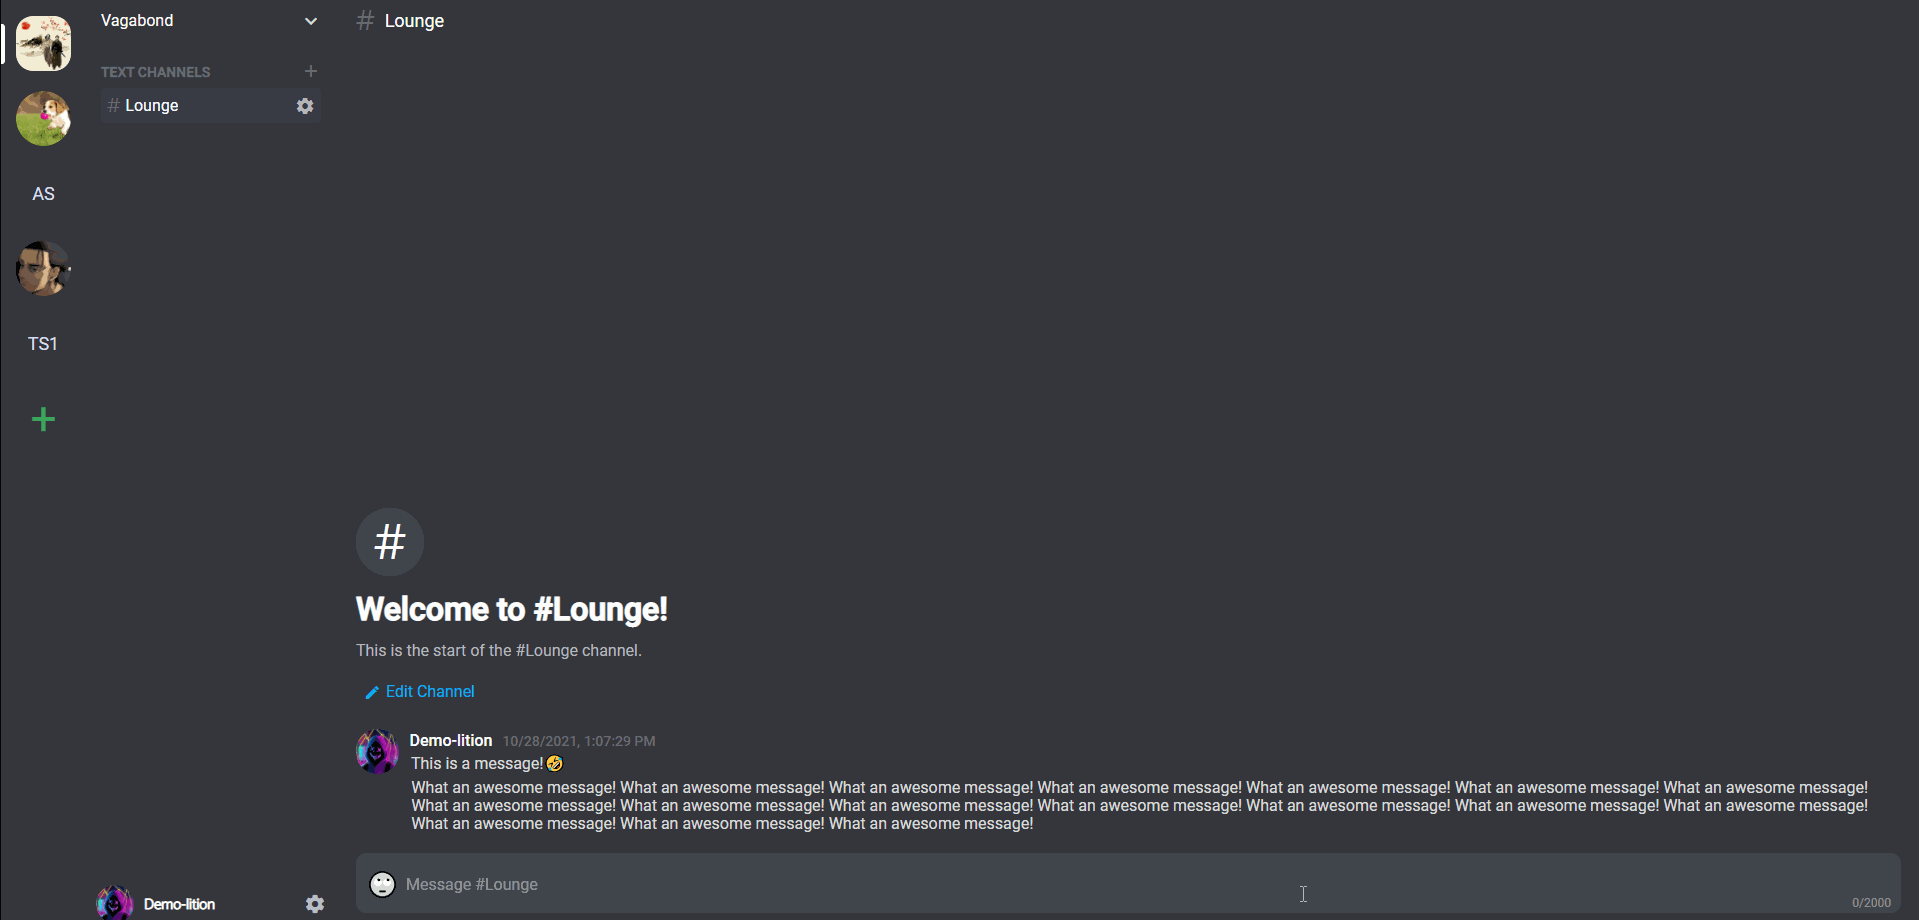 Vagabond
# Lounge
TEXT CHANNELS
# Lounge
AS
TS1
#
Welcome to #Lounge!
This is the start of the #Lounge channel.
Edit Channel
Demo-lition 10/28/2021, 1:07:29 PM
This is a message!🤣
What an awesome message! What an awesome message! What an awesome message! What an awesome message! What an awesome message! What an awesome message! What an awesome message!
What an awesome message! What an awesome message! What an awesome message! What an awesome message! What an awesome message! What an awesome message! What an awesome message!
What an awesome message! What an awesome message! What an awesome message!
Message #Lounge
0/2000
Demo-lition